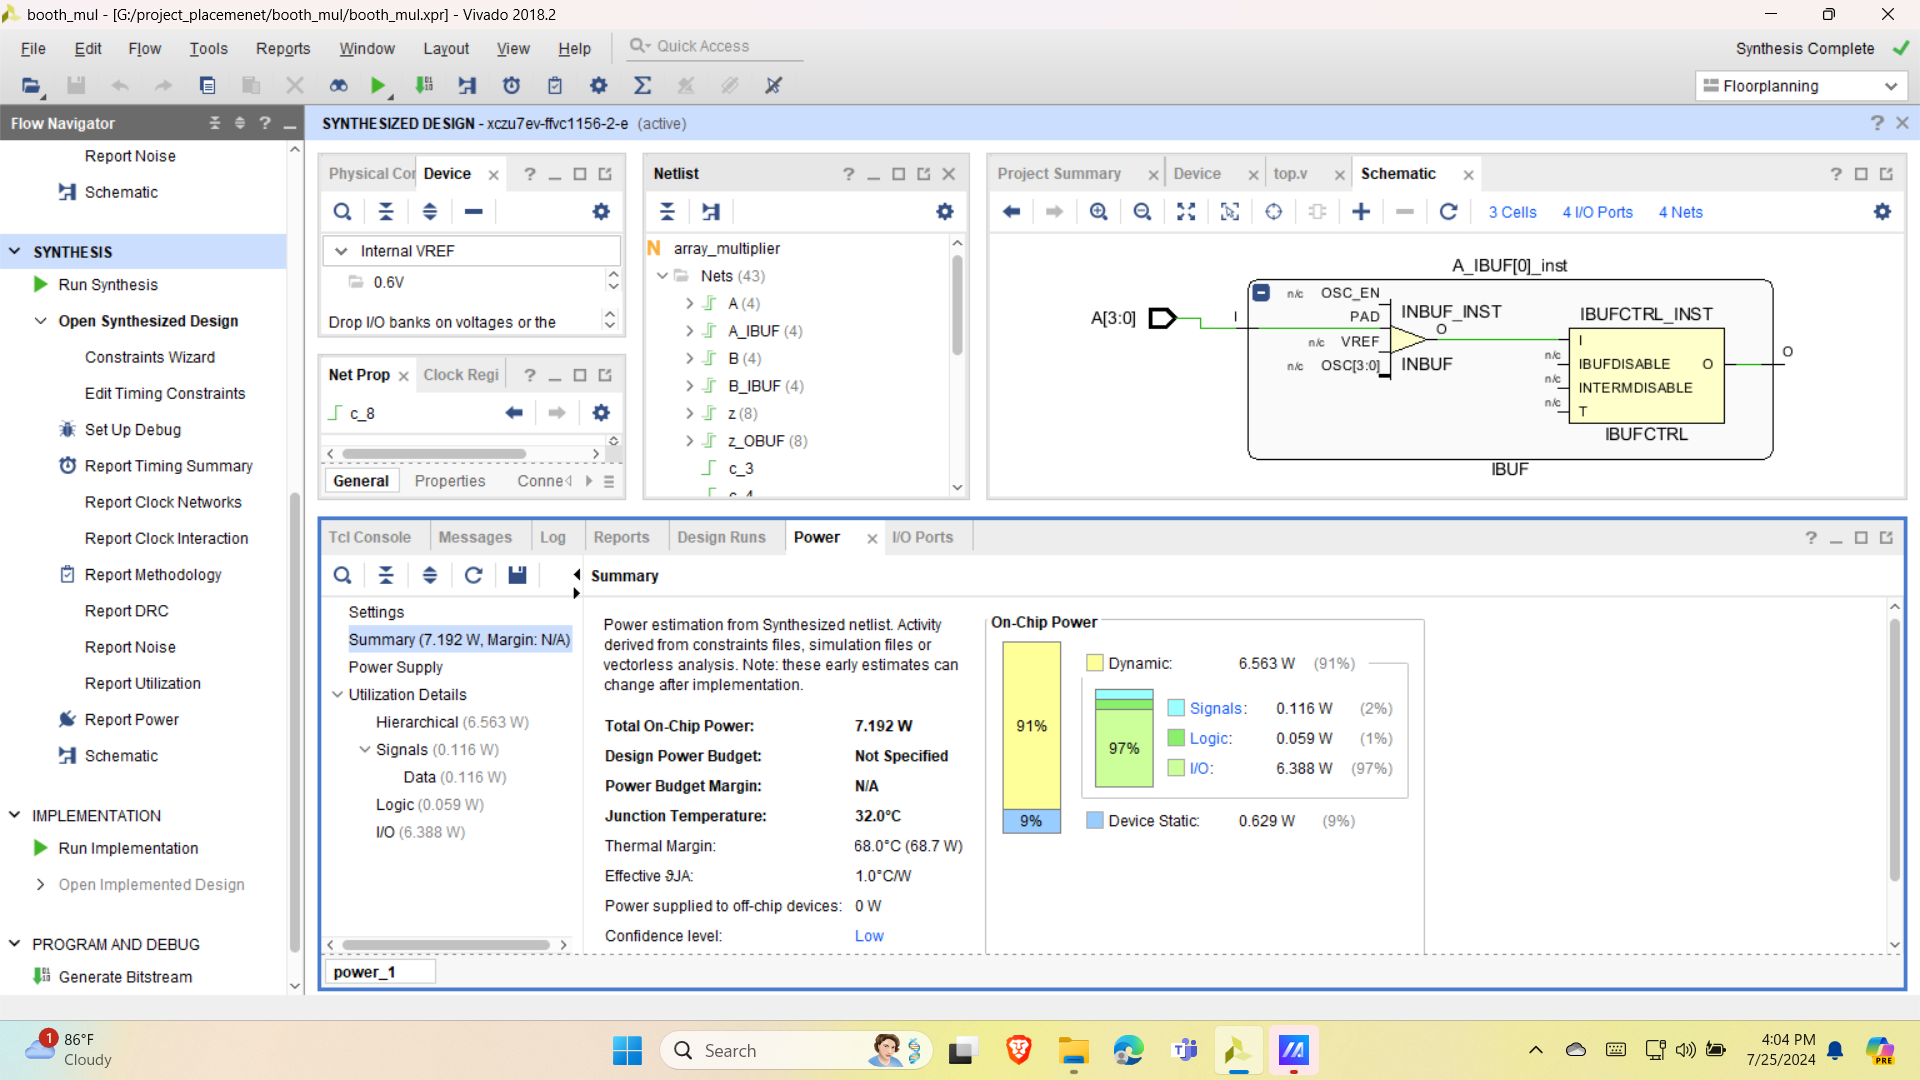 booth_mul - [G:/project_placemenet/booth_mul/booth_mul.xpr] - Vivado 2018.2
File Edit Flow Tools Reports Window Layout View Help Quick Access
Synthesis Complete
Floorplanning
Flow Navigator
Report Noise
Schematic
SYNTHESIS
Run Synthesis
Open Synthesized Design
Constraints Wizard
Edit Timing Constraints
Set Up Debug
Report Timing Summary
Report Clock Networks
Report Clock Interaction
Report Methodology
Report DRC
Report Noise
Report Utilization
Report Power
Schematic
IMPLEMENTATION
Run Implementation
Open Implemented Design
PROGRAM AND DEBUG
Generate Bitstream
SYNTHESIZED DESIGN - xczu7ev-ffvc1156-2-e (active)
Physical Cor Device
Internal VREF
0.6V
Drop I/O banks on voltages or the
Net Prop Clock Regi
c_8
General Properties Conne
Netlist
N array_multiplier
Nets (43)
A (4)
A_IBUF (4)
B (4)
B_IBUF (4)
z (8)
z_OBUF (8)
c_3
c_4
Project Summary Device top.v Schematic
3 Cells 4 I/O Ports 4 Nets
A_IBUF[0]_inst
n/c OSC_EN
A[3:0] I PAD INBUF_INST IBUFCTRL_INST
n/c VREF O I O
n/c OSC[3:0] INBUF n/c IBUFDISABLE O
n/c INTERMDISABLE
n/c T
IBUFCTRL
IBUF
Tcl Console Messages Log Reports Design Runs Power I/O Ports
Summary
Settings
Summary (7.192 W, Margin: N/A)
Power Supply
Utilization Details
Hierarchical (6.563 W)
Signals (0.116 W)
Data (0.116 W)
Logic (0.059 W)
I/O (6.388 W)
Power estimation from Synthesized netlist. Activity
derived from constraints files, simulation files or
vectorless analysis. Note: these early estimates can
change after implementation.
Total On-Chip Power: 7.192 W
Design Power Budget: Not Specified
Power Budget Margin: N/A
Junction Temperature: 32.0°C
Thermal Margin: 68.0°C (68.7 W)
Effective ϑJA: 1.0°C/W
Power supplied to off-chip devices: 0 W
Confidence level: Low
On-Chip Power
91%
9%
Dynamic: 6.563 W (91%)
97%
Signals: 0.116 W (2%)
Logic: 0.059 W (1%)
I/O: 6.388 W (97%)
Device Static: 0.629 W (9%)
power_1
1
86°F
Cloudy
Search
4:04 PM
7/25/2024
PRE